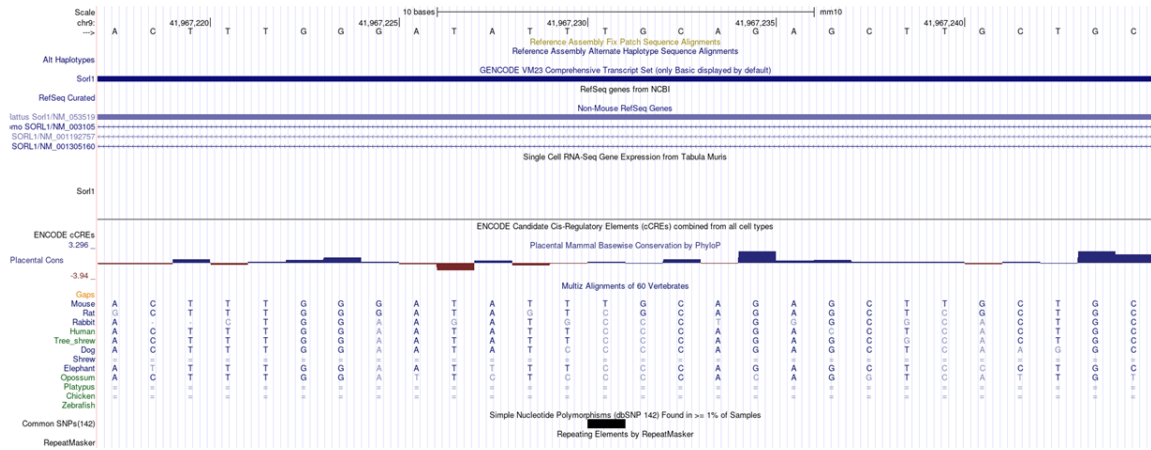 Scale 10 bases mm10
chr9: 41,967,220 41,967,225 41,967,230 41,967,235 41,967,240
---> A C T T T G G G A T A T T T G C A G A G C T T G C T G C
Reference Assembly Fix Patch Sequence Alignments
Reference Assembly Alternate Haplotype Sequence Alignments
Alt Haplotypes
GENCODE VM23 Comprehensive Transcript Set (only Basic displayed by default)
Sorl1
RefSeq genes from NCBI
RefSeq Curated
Non-Mouse RefSeq Genes
lattus Sorl1/NM_053519
omo SORL1/NM_003105
SORL1/NM_001192757
SORL1/NM_001305160
Single Cell RNA-Seq Gene Expression from Tabula Muris
Sorl1
ENCODE Candidate Cis-Regulatory Elements (cCREs) combined from all cell types
ENCODE cCREs
3.296 _
Placental Mammal Basewise Conservation by PhyloP
Placental Cons
-3.94 _
Multiz Alignments of 60 Vertebrates
Gaps
Mouse A C T T T G G G A T A T T T G C A G A G C T T G C T G C
Rat G C T T T G G G A T A G T C G C A G A G C T C G C T G C
Rabbit A - - C T G G A A G A T G C C C T G G G C G C A C T G C
Human A C T T T G G A A T A T T C C C A G A C C T C A C T G C
Tree_shrew A C T T T G G A A T A T T C C C A G A G C G C A C T G C
Dog A C T T T G G A A T A T C C C C A G A G C T C A A G G C
Shrew = = = = = = = = = = = = = = = = = = = = = = = = = = = =
Elephant A T T T T G G A A T T T T C C C A G A G C T C C C T G C
Opossum A C T T T G G A T T C T C C C C A C A G G T C A T T G T
Platypus = = = = = = = = = = = = = = = = = = = = = = = = = = = =
Chicken = = = = = = = = = = = = = = = = = = = = = = = = = = = =
Zebrafish
Simple Nucleotide Polymorphisms (dbSNP 142) Found in >= 1% of Samples
Common SNPs(142)
Repeating Elements by RepeatMasker
RepeatMasker